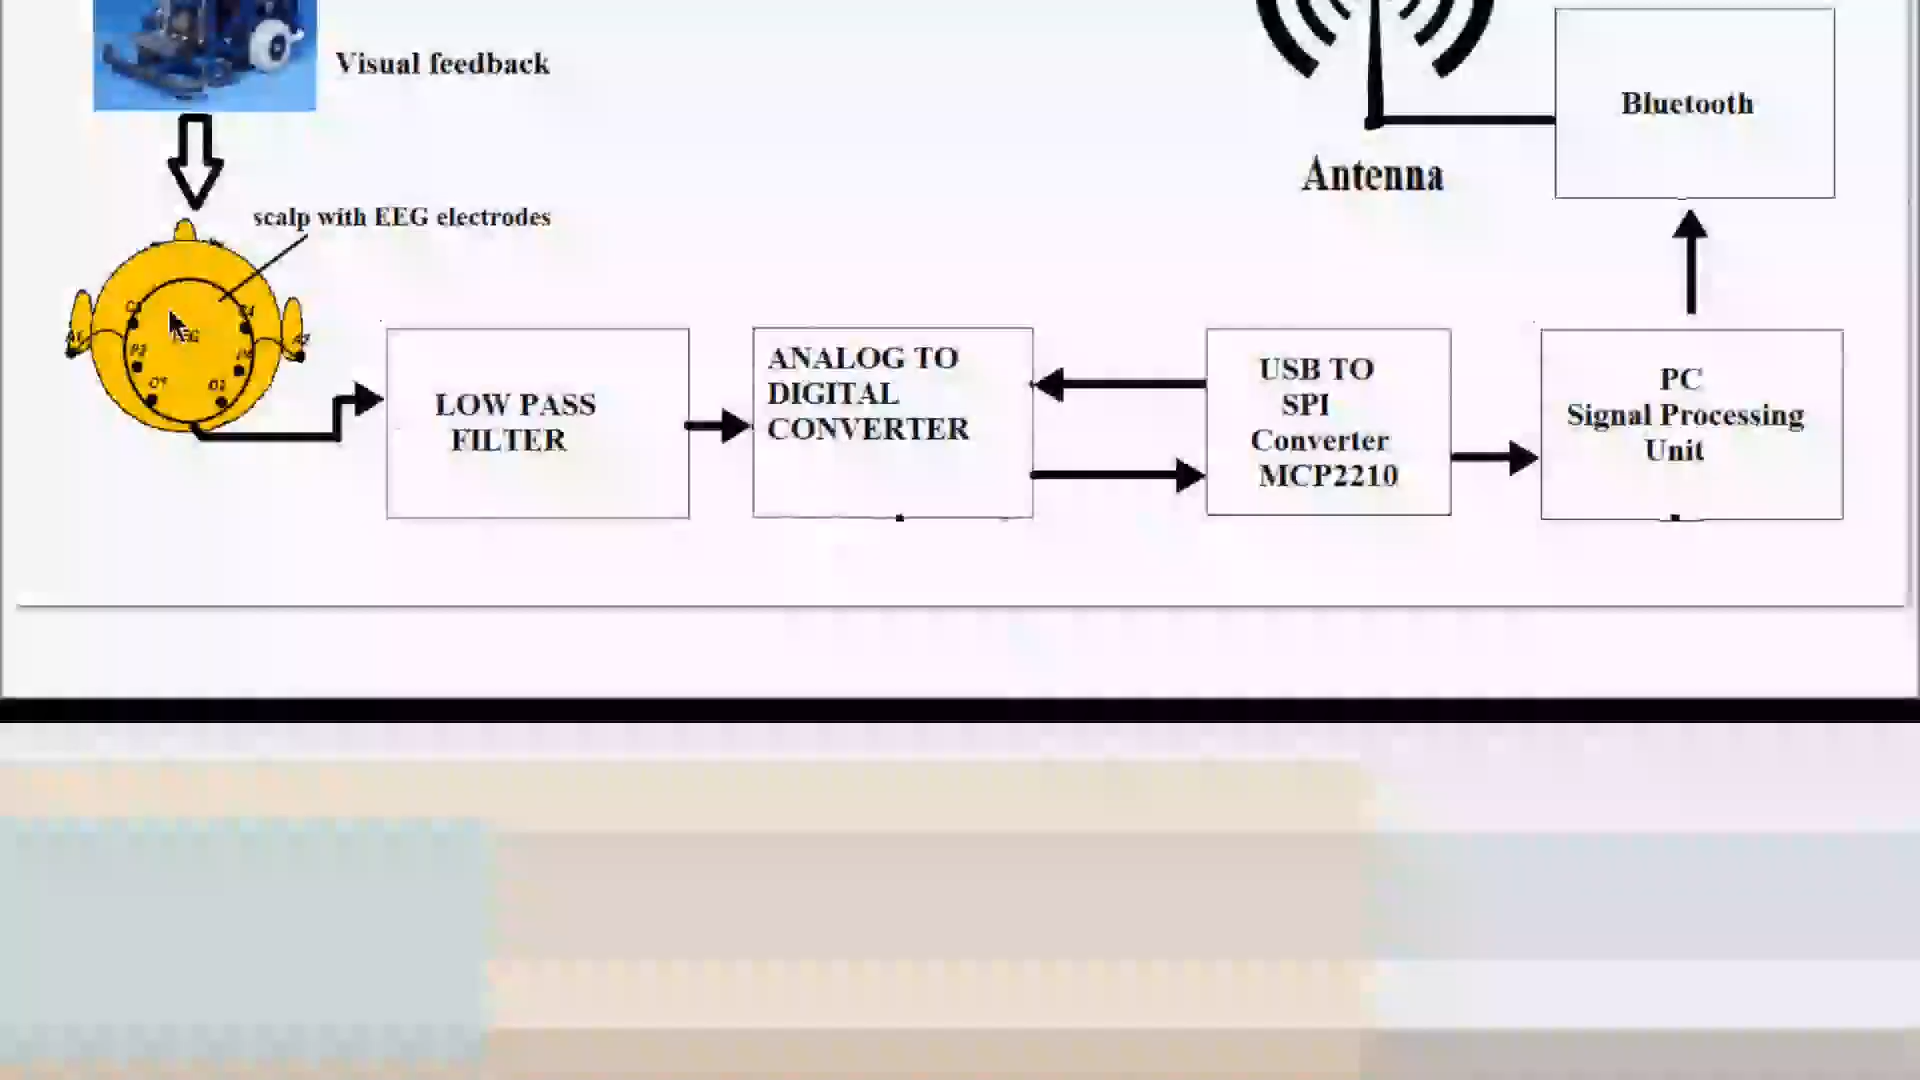 Visual feedback
Bluetooth
Antenna
scalp with EEG electrodes
LOW PASS
FILTER
ANALOG TO
DIGITAL
CONVERTER
USB TO
SPI
Converter
MCP2210
PC
Signal Processing
Unit